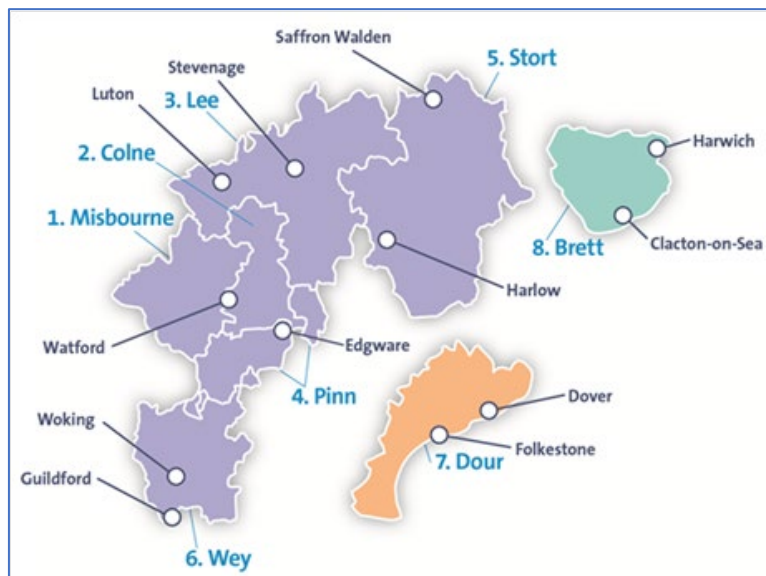 Saffron Walden
5. Stort
Stevenage
3. Lee
Luton
2. Colne
Harwich
1. Misbourne
8. Brett
Clacton-on-Sea
Harlow
Watford
Edgware
4. Pinn
Dover
Woking
Folkestone
7. Dour
Guildford
6. Wey